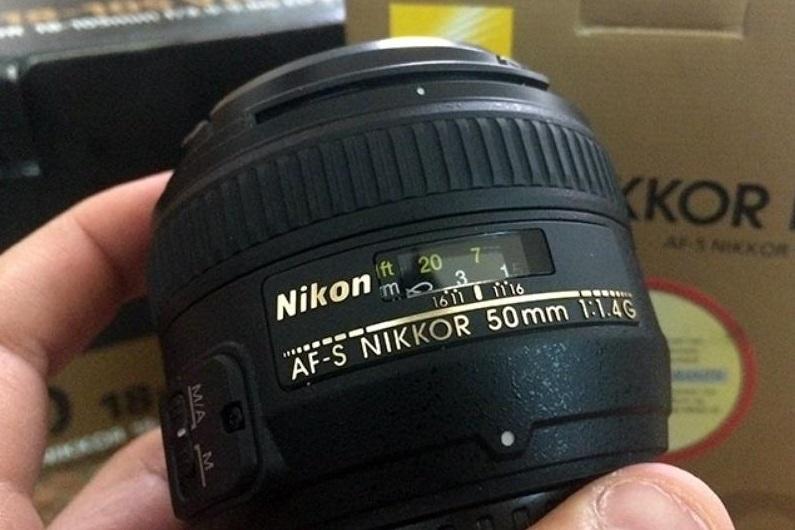 Nikon
ft 20 7
m ∞ 3 1
16 11 11 16
AF-S NIKKOR 50mm 1:1.4G
M/A
M
KKOR
AF-S NIKKOR
18